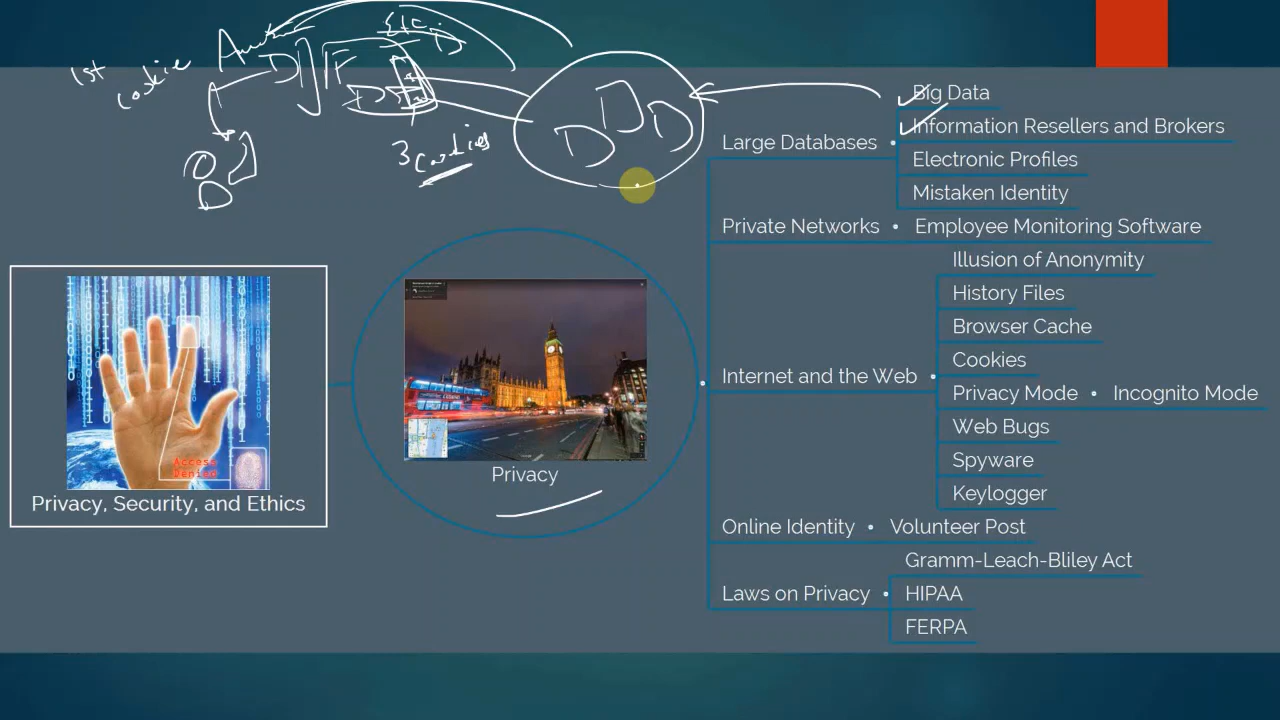 1st
cookie
D
F
D
3 cookies
D D D
O
D
Large Databases
Big Data
Information Resellers and Brokers
Electronic Profiles
Mistaken Identity
Private Networks • Employee Monitoring Software
Internet and the Web
Illusion of Anonymity
History Files
Browser Cache
Cookies
Privacy Mode • Incognito Mode
Web Bugs
Spyware
Keylogger
Online Identity • Volunteer Post
Laws on Privacy
Gramm-Leach-Bliley Act
HIPAA
FERPA
Privacy
Access
Denied
Privacy, Security, and Ethics